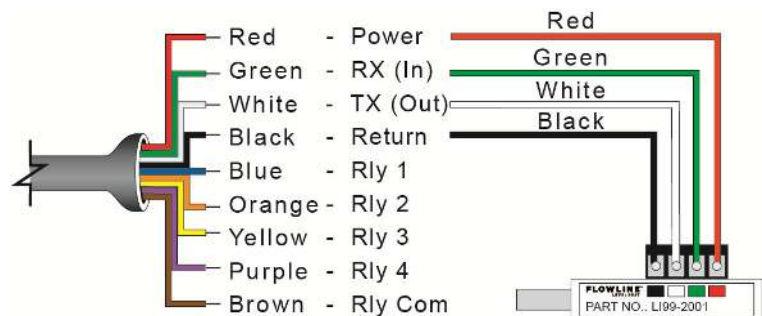 Red - Power Red
Green - RX (In) Green
White - TX (Out) White
Black - Return Black
Blue - Rly 1
Orange - Rly 2
Yellow - Rly 3
Purple - Rly 4
Brown - Rly Com
FLOWLINE
PART NO.. LI99-2001